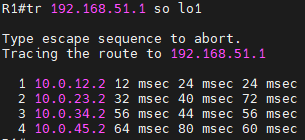 R1#tr 192.168.51.1 so lo1
Type escape sequence to abort.
Tracing the route to 192.168.51.1
1 10.0.12.2 12 msec 24 msec 24 msec
2 10.0.23.2 32 msec 40 msec 72 msec
3 10.0.34.2 56 msec 44 msec 56 msec
4 10.0.45.2 64 msec 80 msec 60 msec